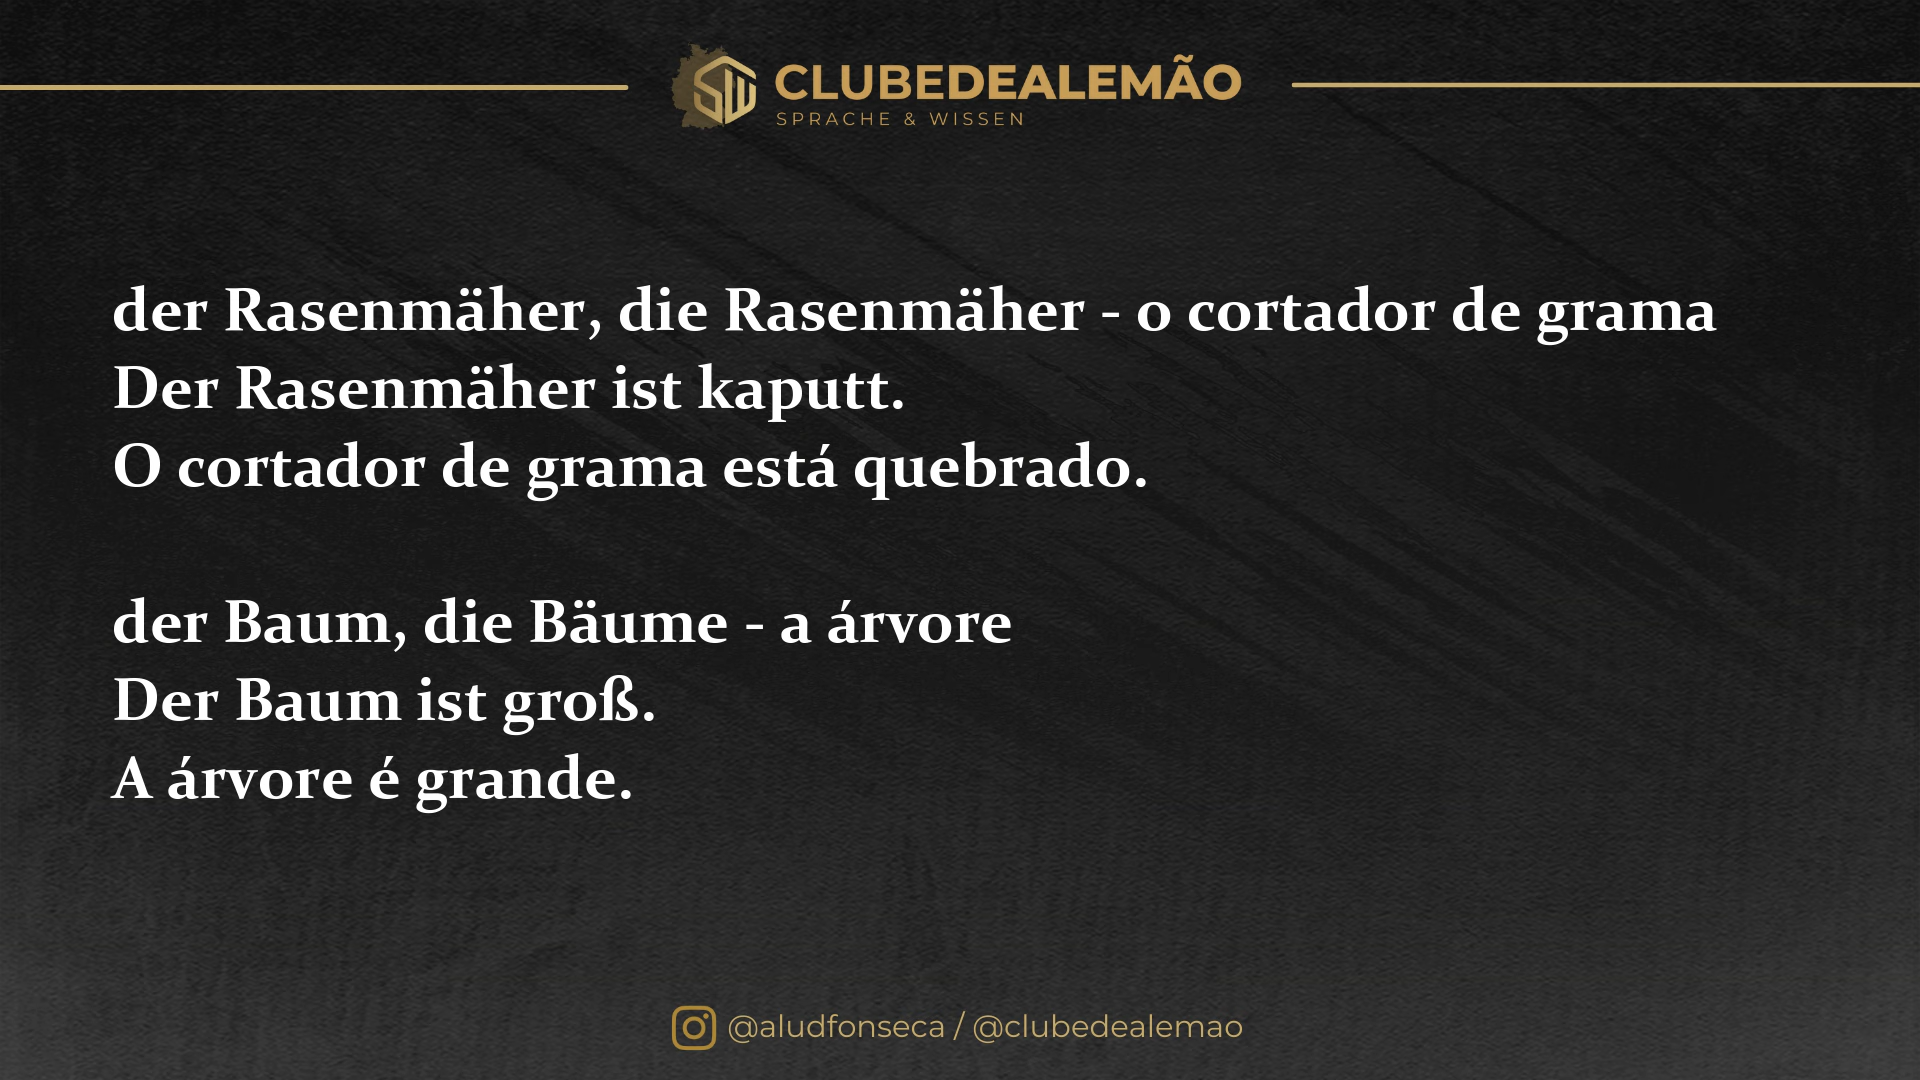 CLUBEDEALEMÃO
SPRACHE & WISSEN
der Rasenmäher, die Rasenmäher - o cortador de grama
Der Rasenmäher ist kaputt.
O cortador de grama está quebrado.
der Baum, die Bäume - a árvore
Der Baum ist groß.
A árvore é grande.
@aludfonseca / @clubedealemao